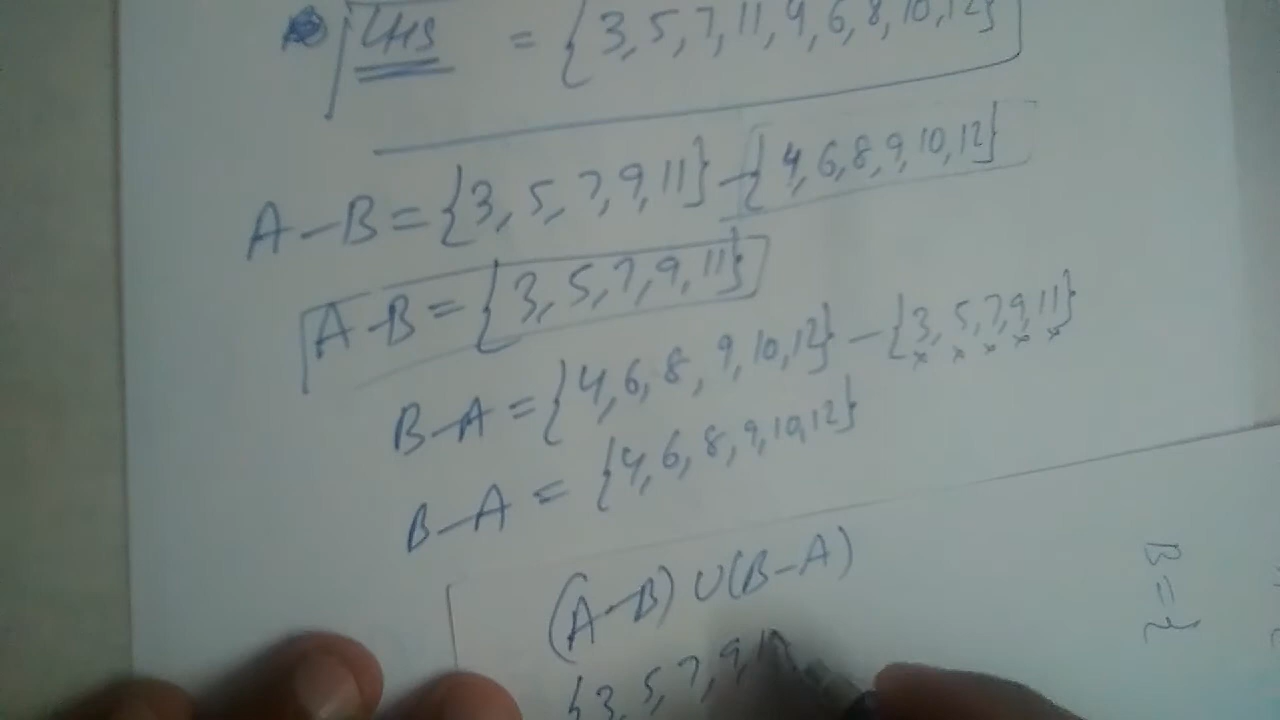 LHS = {3, 5, 7, 11, 4, 6, 8, 10, 12}
A-B = {3, 5, 7, 9, 11} - {4, 6, 8, 9, 10, 12}
A-B = {3, 5, 7, 9, 11}
B-A = {4, 6, 8, 9, 10, 12} - {3, 5, 7, 9, 11}
B-A = {4, 6, 8, 9, 10, 12}
(A-B) U (B-A)
{3, 5, 7, 9,
B = {